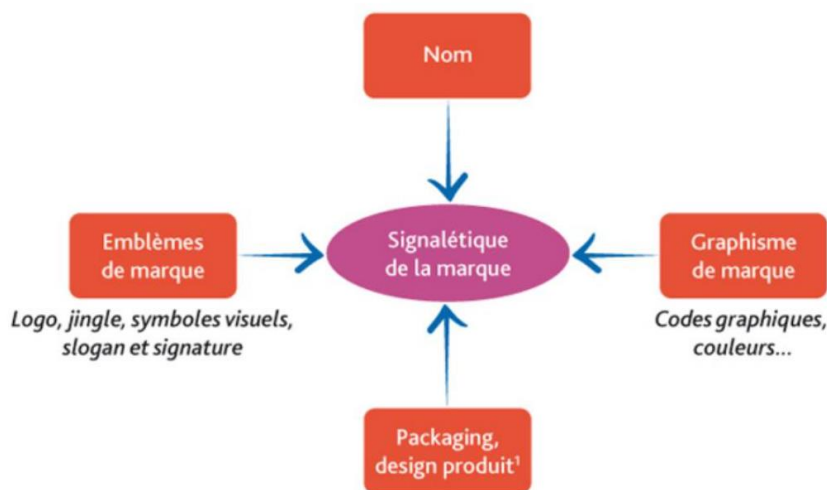 Nom
Emblèmes
de marque
Logo, jingle, symboles visuels,
slogan et signature
Signalétique
de la marque
Graphisme
de marque
Codes graphiques,
couleurs...
Packaging,
design produit¹